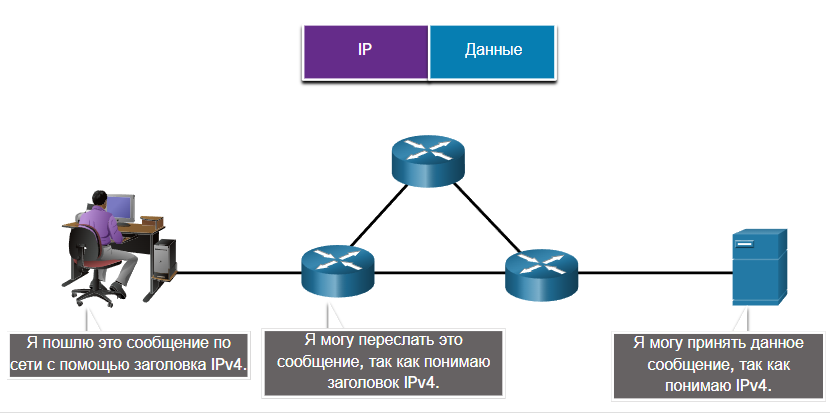 IP
Данные
Я пошлю это сообщение по
сети с помощью заголовка IPv4.
Я могу переслать это
сообщение, так как понимаю
заголовок IPv4.
Я могу принять данное
сообщение, так как
понимаю IPv4.